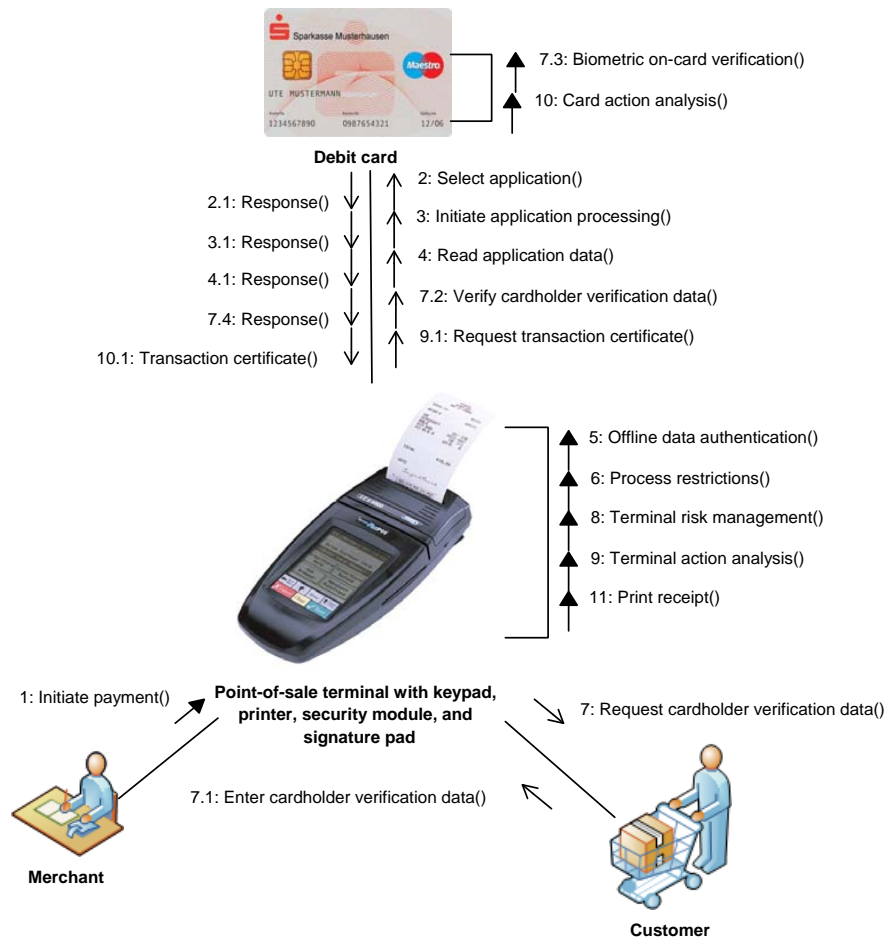 Sparkasse Musterhausen
Maestro
UTE MUSTERMANN
1234567890 0987654321 12/06
7.3: Biometric on-card verification()
10: Card action analysis()
Debit card
2: Select application()
2.1: Response()
3: Initiate application processing()
3.1: Response()
4: Read application data()
4.1: Response()
7.2: Verify cardholder verification data()
7.4: Response()
9.1: Request transaction certificate()
10.1: Transaction certificate()
5: Offline data authentication()
6: Process restrictions()
8: Terminal risk management()
9: Terminal action analysis()
11: Print receipt()
1: Initiate payment()
Point-of-sale terminal with keypad,
printer, security module, and
signature pad
7: Request cardholder verification data()
7.1: Enter cardholder verification data()
Merchant
Customer